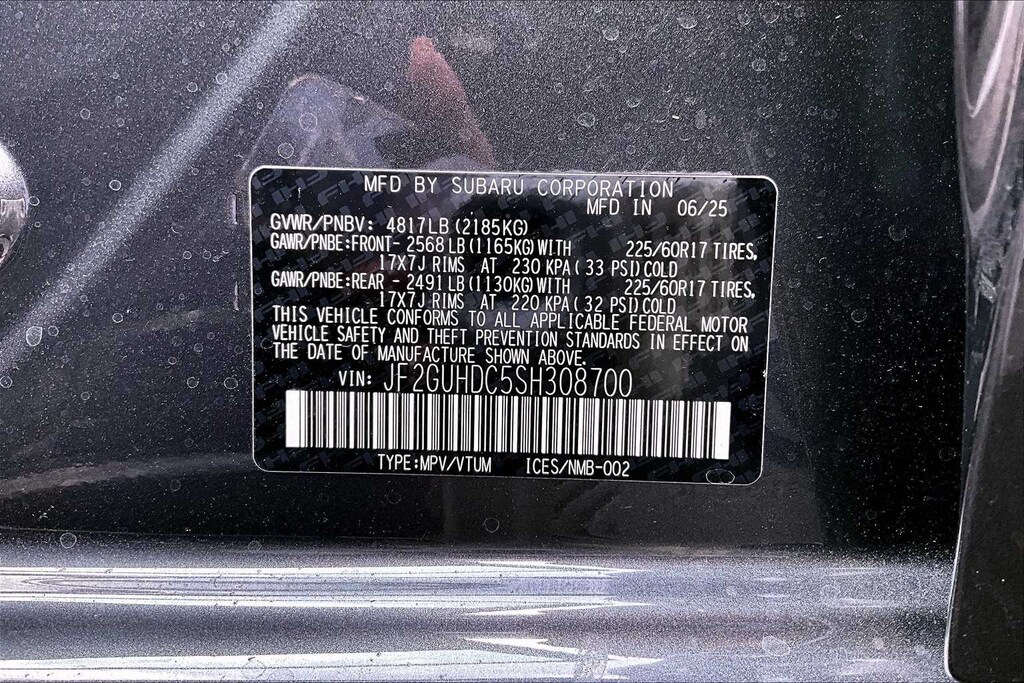 MFD BY SUBARU CORPORATION
MFD IN 06/25
GVWR/PNBV: 4817LB (2185KG)
GAWR/PNBE:FRONT- 2568 LB (1165KG) WITH 225/60R17 TIRES,
17X7J RIMS AT 230 KPA ( 33 PSI) COLD
GAWR/PNBE:REAR - 2491 LB (1130KG) WITH 225/60R17 TIRES,
17X7J RIMS AT 220 KPA ( 32 PSI) COLD
THIS VEHICLE CONFORMS TO ALL APPLICABLE FEDERAL MOTOR
VEHICLE SAFETY AND THEFT PREVENTION STANDARDS IN EFFECT ON
THE DATE OF MANUFACTURE SHOWN ABOVE.
VIN: JF2GUHDC5SH308700
TYPE:MPV/VTUM ICES/NMB-002